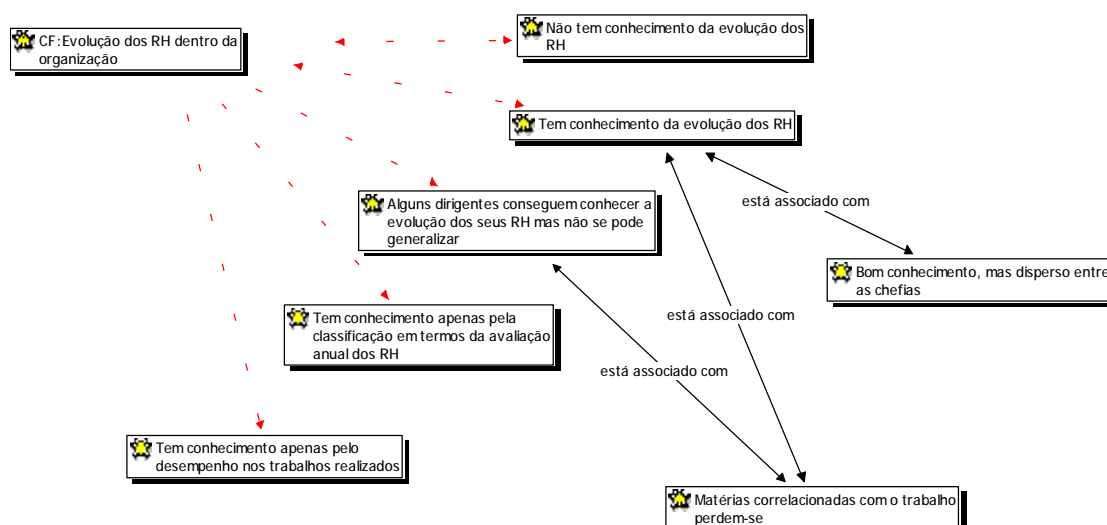 CF:Evolução dos RH dentro da
organização
Não tem conhecimento da evolução dos
RH
Tem conhecimento da evolução dos RH
Alguns dirigentes conseguem conhecer a
evolução dos seus RH mas não se pode
generalizar
está associado com
Bom conhecimento, mas disperso entre
as chefias
Tem conhecimento apenas pela
classificação em termos da avaliação
anual dos RH
está associado com
está associado com
Tem conhecimento apenas pelo
desempenho nos trabalhos realizados
Matérias correlacionadas com o trabalho
perdem-se